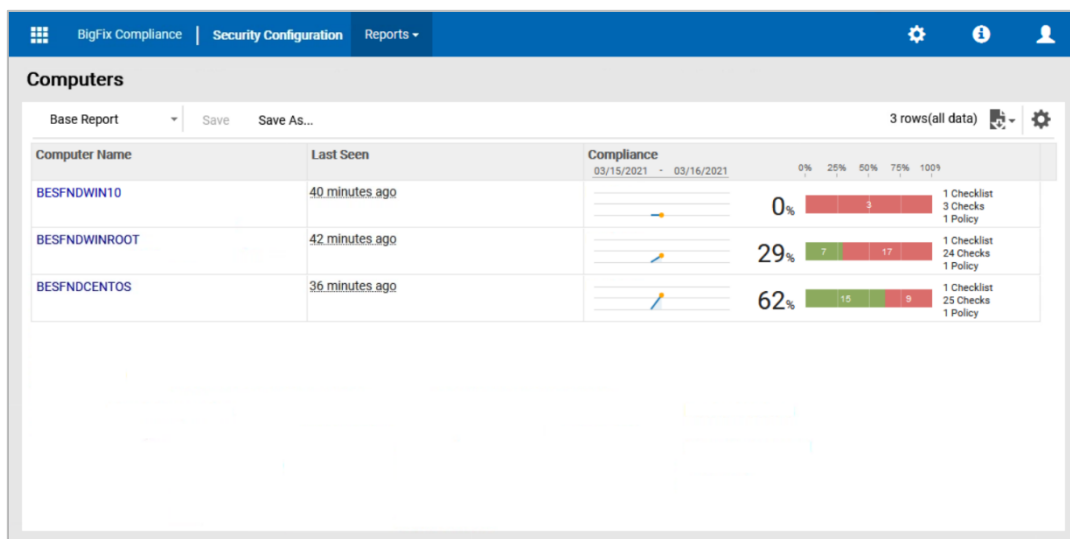 BigFix Compliance | Security Configuration Reports
Computers
Base Report Save Save As... 3 rows(all data)
Computer Name Last Seen Compliance
03/15/2021 - 03/16/2021 0% 25% 50% 75% 100%
BESFNDWIN10 40 minutes ago 0% 3
1 Checklist
3 Checks
1 Policy
BESFNDWINROOT 42 minutes ago 29% 7 17
1 Checklist
24 Checks
1 Policy
BESFNDCENTOS 36 minutes ago 62% 15 9
1 Checklist
25 Checks
1 Policy